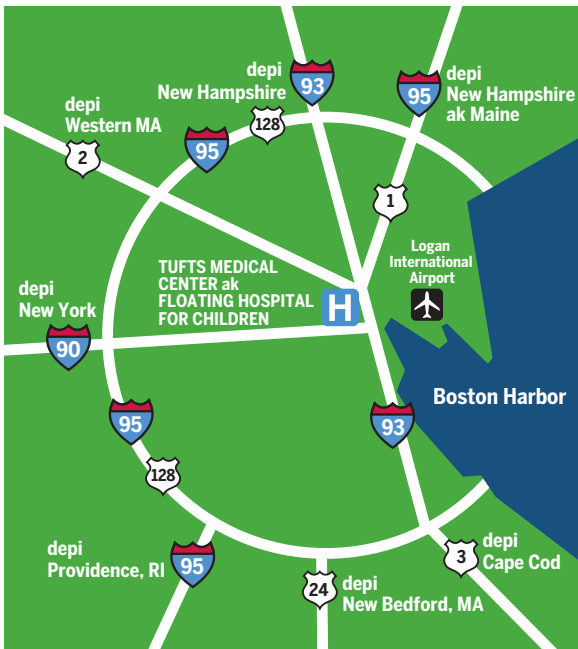 depi
New Hampshire
93
depi
New Hampshire
ak Maine
95
depi
Western MA
2
128
95
1
Logan
International
Airport
TUFTS MEDICAL
CENTER ak
FLOATING HOSPITAL
FOR CHILDREN
H
depi
New York
90
Boston Harbor
95
93
128
depi
Providence, RI
95
24
depi
New Bedford, MA
3
depi
Cape Cod